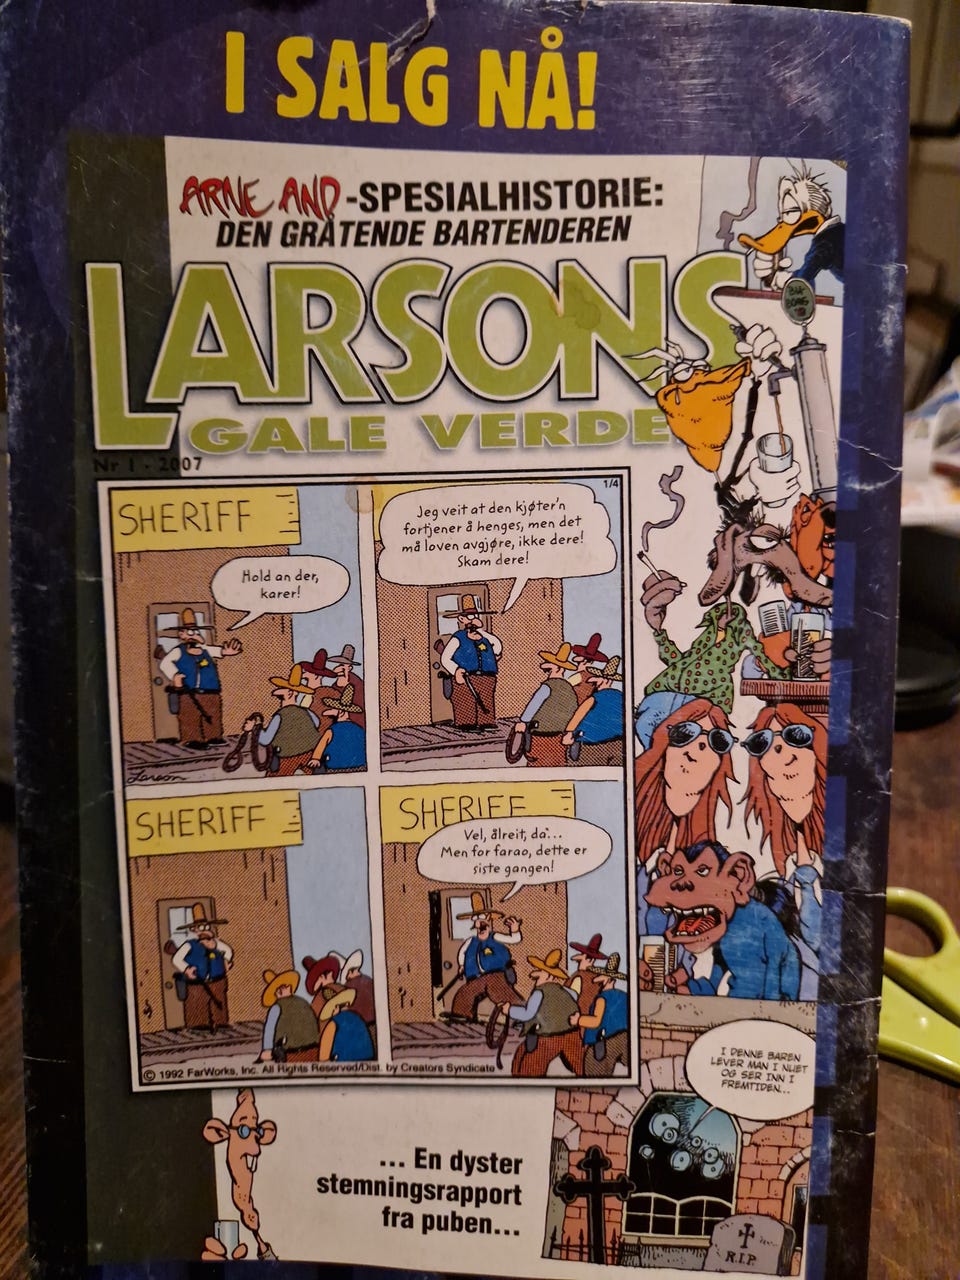 I SALG NÅ!
ARNE AND-SPESIALHISTORIE:
DEN GRÅTENDE BARTENDEREN
LARSONS
GALE VERDEN
Nr 1 · 2007
1/4
SHERIFF
Hold an der,
karer!
Jeg veit at den kjøter'n
fortjener å henges, men det
må loven avgjøre, ikke dere!
Skam dere!
Larson
SHERIFF
SHERIFF
Vel, ålreit, da...
Men for farao, dette er
siste gangen!
© 1992 FarWorks, Inc. All Rights Reserved/Dist. by Creators Syndicate
I DENNE BAREN
LEVER MAN I NUET
OG SER INN I
FREMTIDEN...
... En dyster
stemningsrapport
fra puben...
R.I.P.